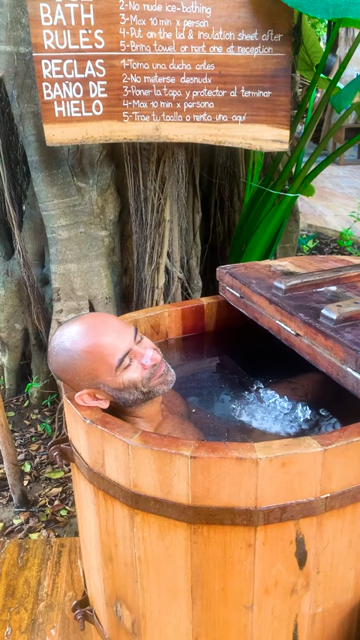 BATH
RULE'S
2-No nude ice-bathing
3-Max 10 min x person
4-Put on the lid & insulation sheet after
5-Bring towel or rent one at reception
REGLAS
BAÑO DE
HIELO
1-Toma una ducha antes
2-No meterse desnudx
3-Poner la tapa y protector al terminar
4-Max 10 min x persona
5-Trae tu toalla o renta una aquí